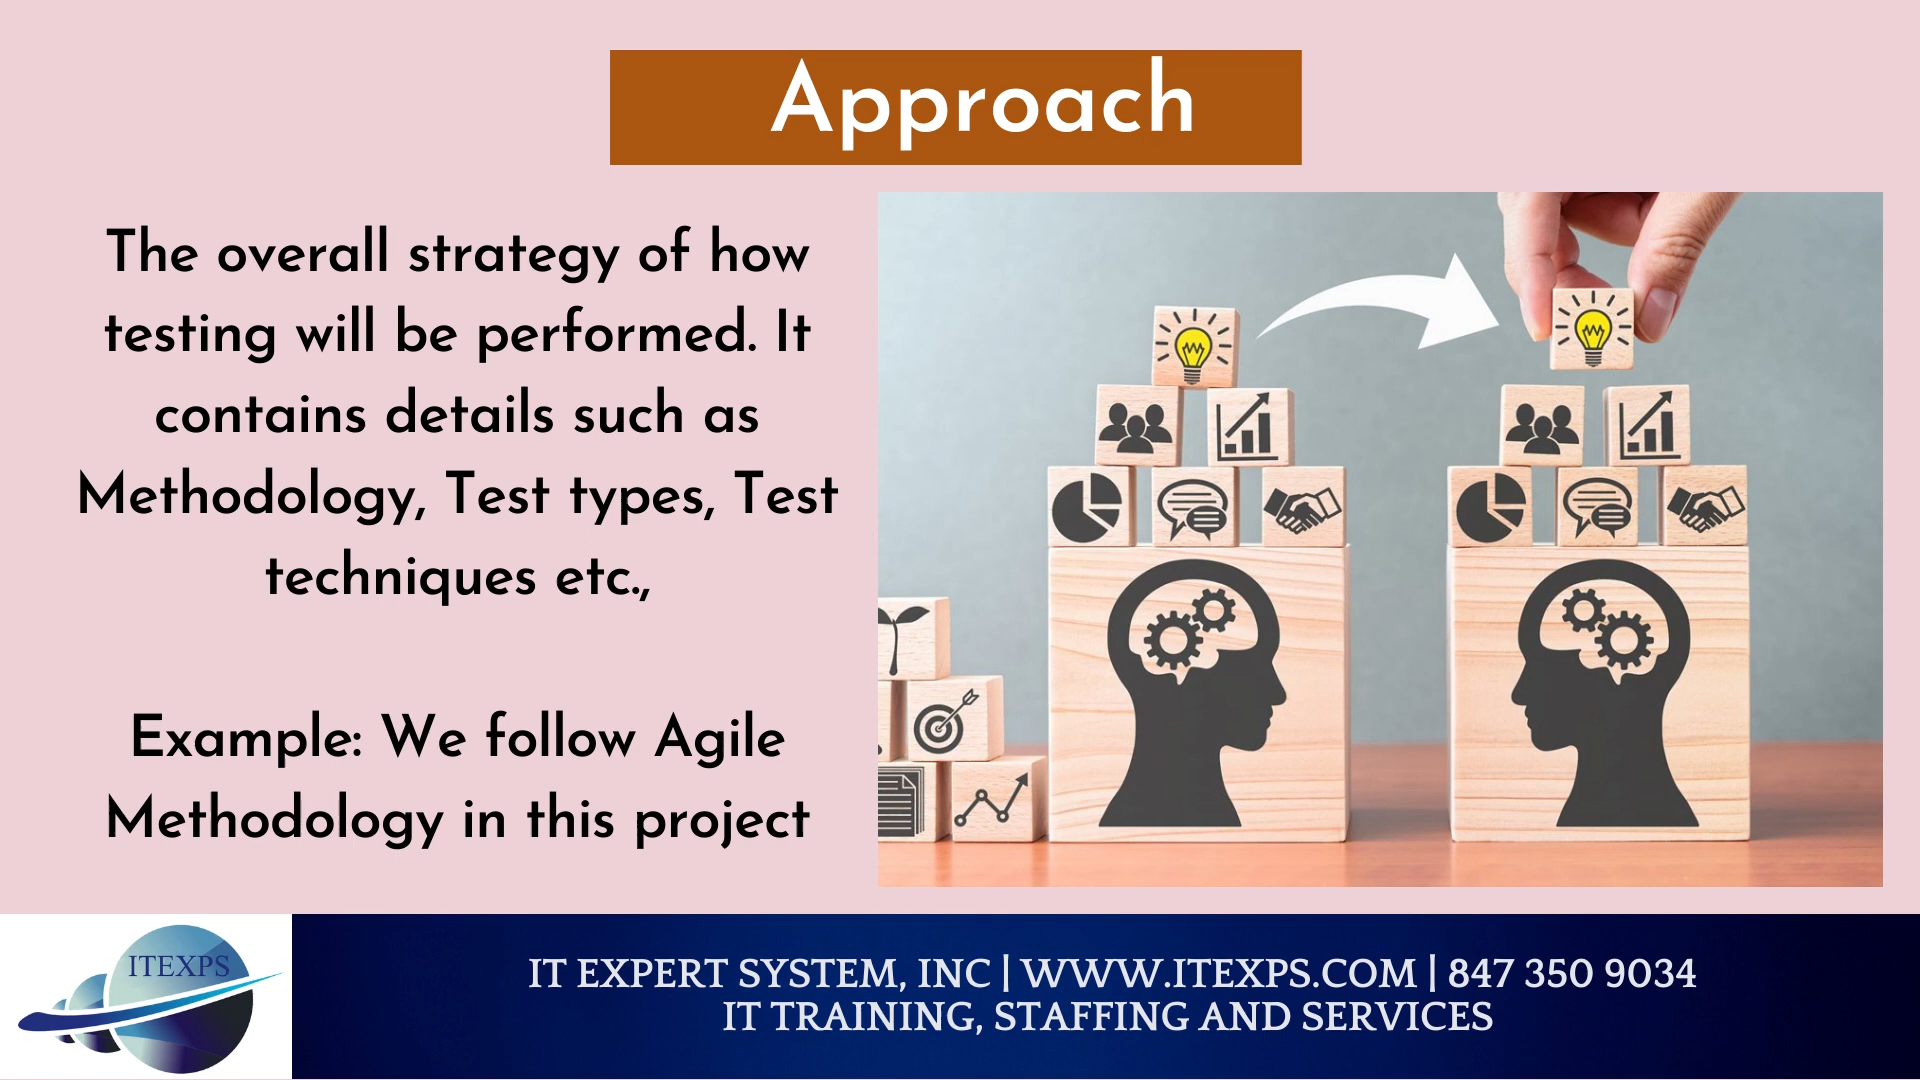 Approach
The overall strategy of how
testing will be performed. It
contains details such as
Methodology, Test types, Test
techniques etc.,
Example: We follow Agile
Methodology in this project
ITEXPS
IT EXPERT SYSTEM, INC | WWW.ITEXPS.COM | 847 350 9034
IT TRAINING, STAFFING AND SERVICES